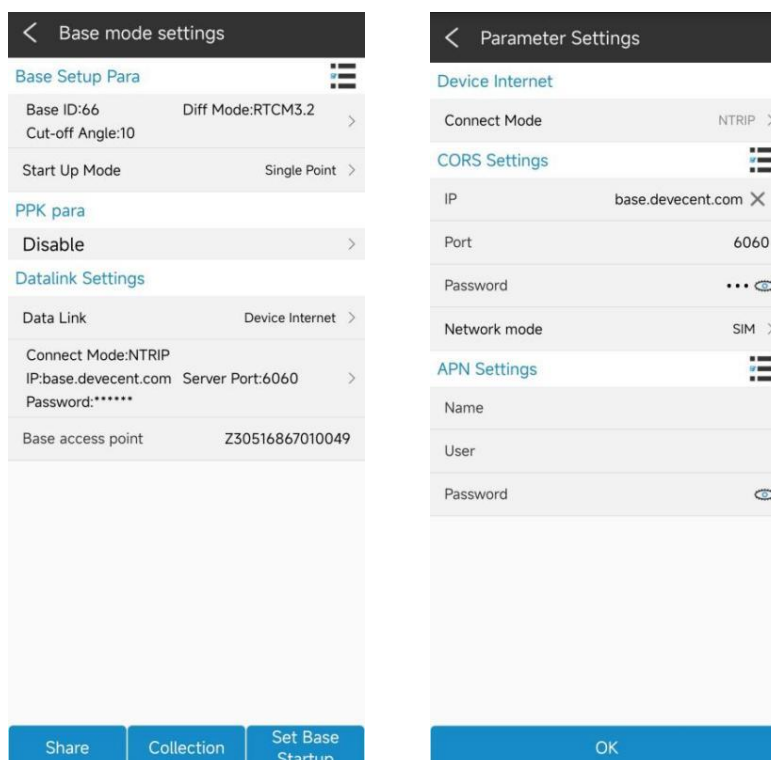 Base mode settings
Base Setup Para
Base ID:66 Diff Mode:RTCM3.2
Cut-off Angle:10
Start Up Mode Single Point
PPK para
Disable
Datalink Settings
Data Link Device Internet
Connect Mode:NTRIP
IP:base.devecent.com Server Port:6060
Password:******
Base access point Z30516867010049
Share Collection Set Base
Startup
Parameter Settings
Device Internet
Connect Mode NTRIP
CORS Settings
IP base.devecent.com
Port 6060
Password •••
Network mode SIM
APN Settings
Name
User
Password
OK